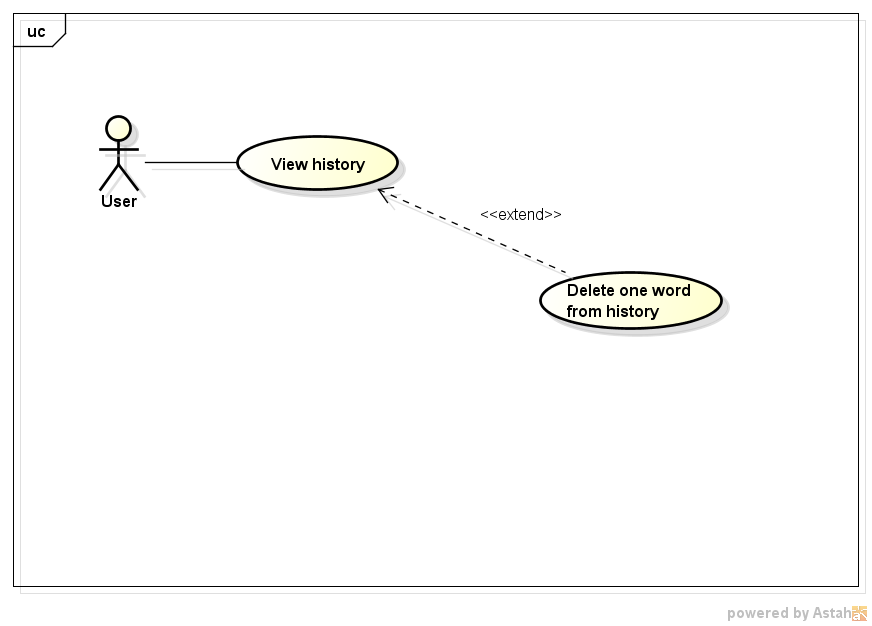 uc
View history
User
<<extend>>
Delete one word
from history
powered by Astah